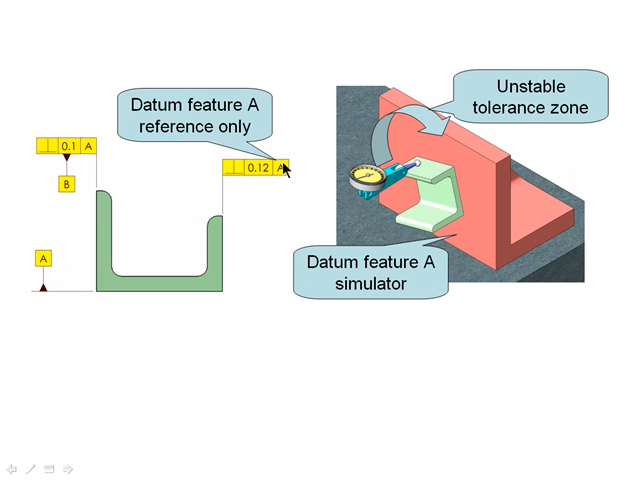 Unstable
tolerance zone
Datum feature A
reference only
⊥ 0.1 A
B
⊥ 0.12 A
A
Datum feature A
simulator